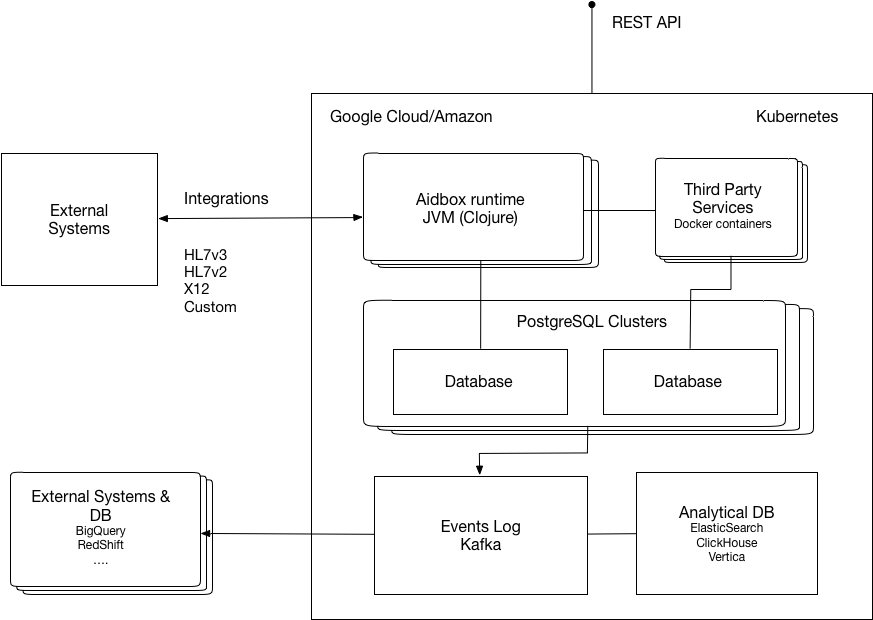 REST API
Google Cloud/Amazon
Kubernetes
External
Systems
Integrations
HL7v3
HL7v2
X12
Custom
Aidbox runtime
JVM (Clojure)
Third Party
Services
Docker containers
PostgreSQL Clusters
Database
Database
External Systems &
DB
BigQuery
RedShift
....
Events Log
Kafka
Analytical DB
ElasticSearch
ClickHouse
Vertica